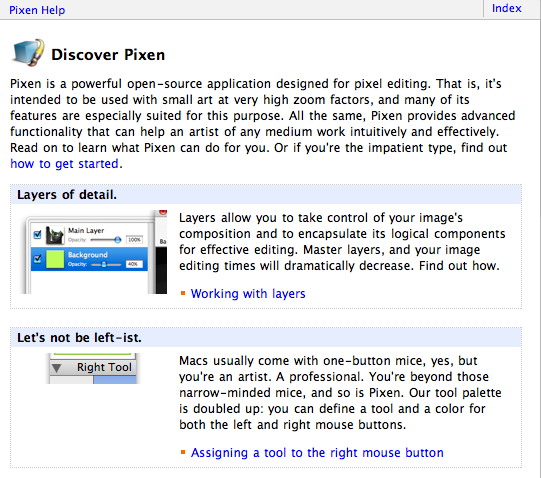 Pixen Help
Index
Discover Pixen
Pixen is a powerful open-source application designed for pixel editing. That is, it's
intended to be used with small art at very high zoom factors, and many of its
features are especially suited for this purpose. All the same, Pixen provides advanced
functionality that can help an artist of any medium work intuitively and effectively.
Read on to learn what Pixen can do for you. Or if you're the impatient type, find out
how to get started.
Layers of detail.
Main Layer
Opacity: 100%
Background
Opacity: 40%
Layers allow you to take control of your image's
composition and to encapsulate its logical components
for effective editing. Master layers, and your image
editing times will dramatically decrease. Find out how.
Working with layers
Let's not be left-ist.
Right Tool
Macs usually come with one-button mice, yes, but
you're an artist. A professional. You're beyond those
narrow-minded mice, and so is Pixen. Our tool palette
is doubled up: you can define a tool and a color for
both the left and right mouse buttons.
Assigning a tool to the right mouse button